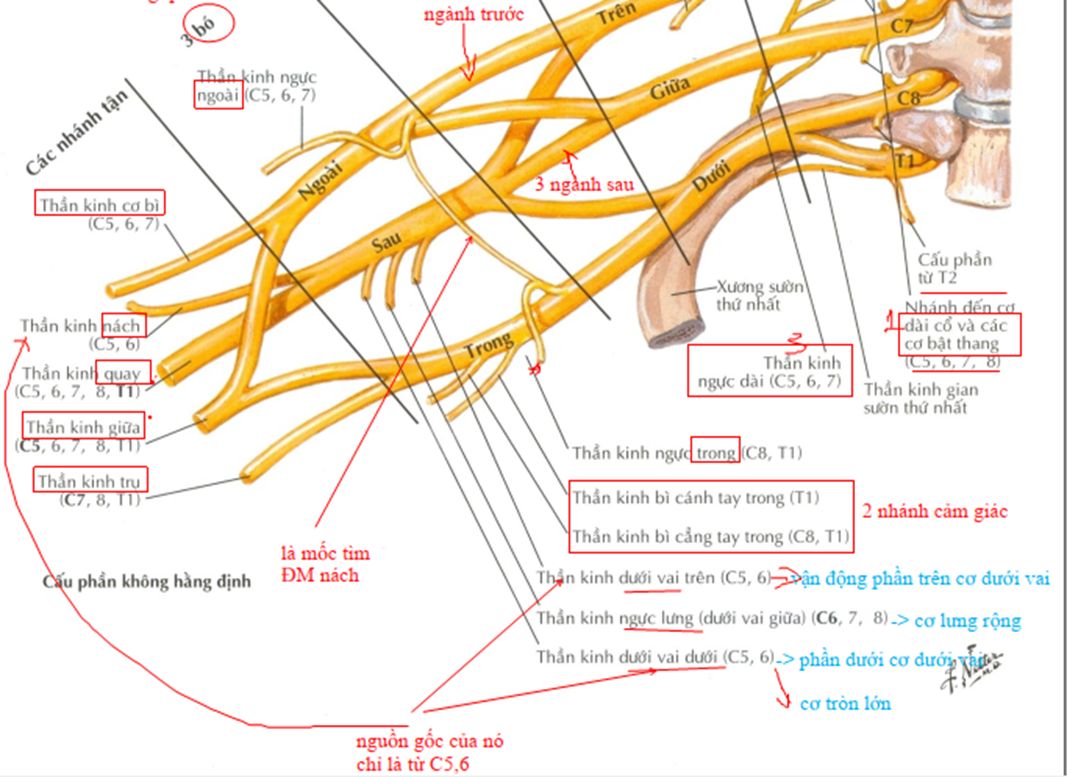 3 bó
ngành trước
Trên
C7
Thần kinh ngực
ngoài (C5, 6, 7)
Giữa
C8
Các nhánh tận
T1
3 ngành sau
Dưới
Ngoài
Thần kinh cơ bì
(C5, 6, 7)
Sau
Cấu phần
từ T2
Xương sườn
thứ nhất
Nhánh đến cơ
1 dài cổ và các
cơ bật thang
(C5, 6, 7, 8)
Thần kinh nách
(C5, 6)
Trong
3
Thần kinh
ngực dài (C5, 6, 7)
Thần kinh quay
(C5, 6, 7, 8, T1)
Thần kinh gian
sườn thứ nhất
Thần kinh giữa
(C5, 6, 7, 8, T1)
Thần kinh ngực trong (C8, T1)
Thần kinh trụ
(C7, 8, T1)
Thần kinh bì cánh tay trong (T1)
2 nhánh cảm giác
Thần kinh bì cẳng tay trong (C8, T1)
là mốc tìm
ĐM nách
Cấu phần không hằng định
Thần kinh dưới vai trên (C5, 6) vận động phần trên cơ dưới vai
Thần kinh ngực lưng (dưới vai giữa) (C6, 7, 8) -> cơ lưng rộng
Thần kinh dưới vai dưới (C5, 6) -> phần dưới cơ dưới vai
cơ tròn lớn
nguồn gốc của nó
chỉ là từ C5,6